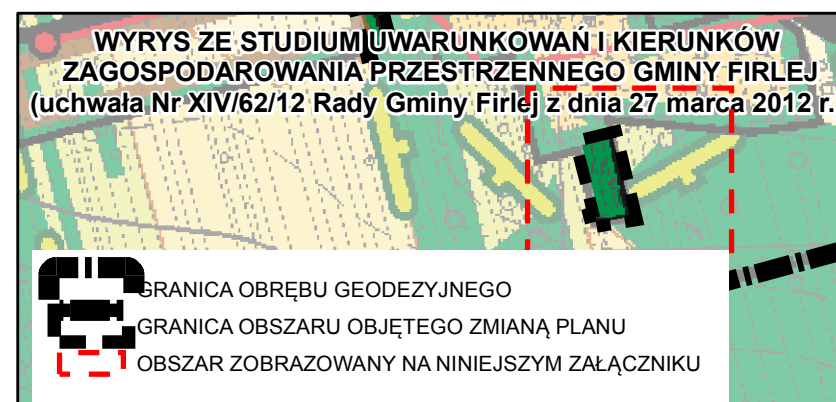 WYRYS ZE STUDIUM UWARUNKOWAŃ I KIERUNKÓW
ZAGOSPODAROWANIA PRZESTRZENNEGO GMINY FIRLEJ
(uchwała Nr XIV/62/12 Rady Gminy Firlej z dnia 27 marca 2012 r.
GRANICA OBRĘBU GEODEZYJNEGO
GRANICA OBSZARU OBJĘTEGO ZMIANĄ PLANU
OBSZAR ZOBRAZOWANY NA NINIEJSZYM ZAŁĄCZNIKU